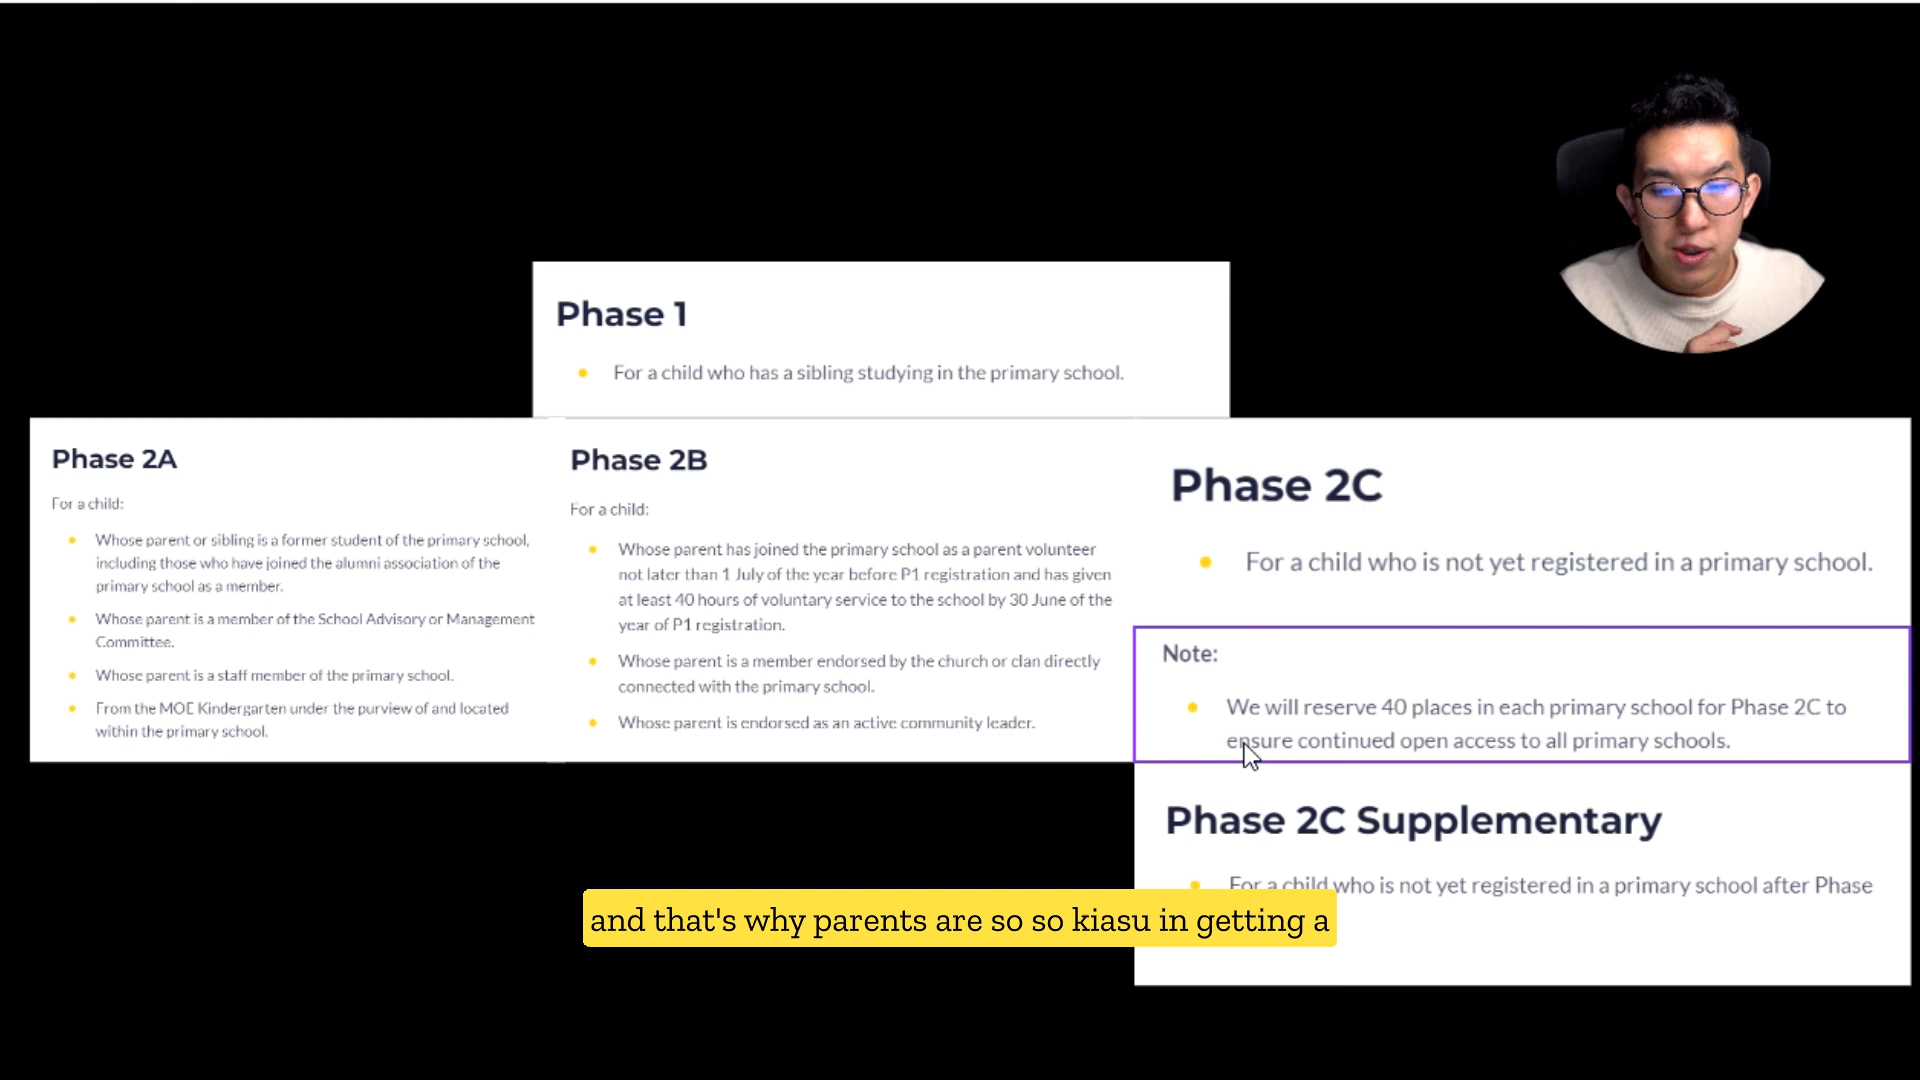 Phase 1
For a child who has a sibling studying in the primary school.
Phase 2A
For a child:
Whose parent or sibling is a former student of the primary school,
including those who have joined the alumni association of the
primary school as a member.
Whose parent is a member of the School Advisory or Management
Committee.
Whose parent is a staff member of the primary school.
From the MOE Kindergarten under the purview of and located
within the primary school.
Phase 2B
For a child:
Whose parent has joined the primary school as a parent volunteer
not later than 1 July of the year before P1 registration and has given
at least 40 hours of voluntary service to the school by 30 June of the
year of P1 registration.
Whose parent is a member endorsed by the church or clan directly
connected with the primary school.
Whose parent is endorsed as an active community leader.
Phase 2C
For a child who is not yet registered in a primary school.
Note:
We will reserve 40 places in each primary school for Phase 2C to
ensure continued open access to all primary schools.
Phase 2C Supplementary
For a child who is not yet registered in a primary school after Phase
and that's why parents are so so kiasu in getting a